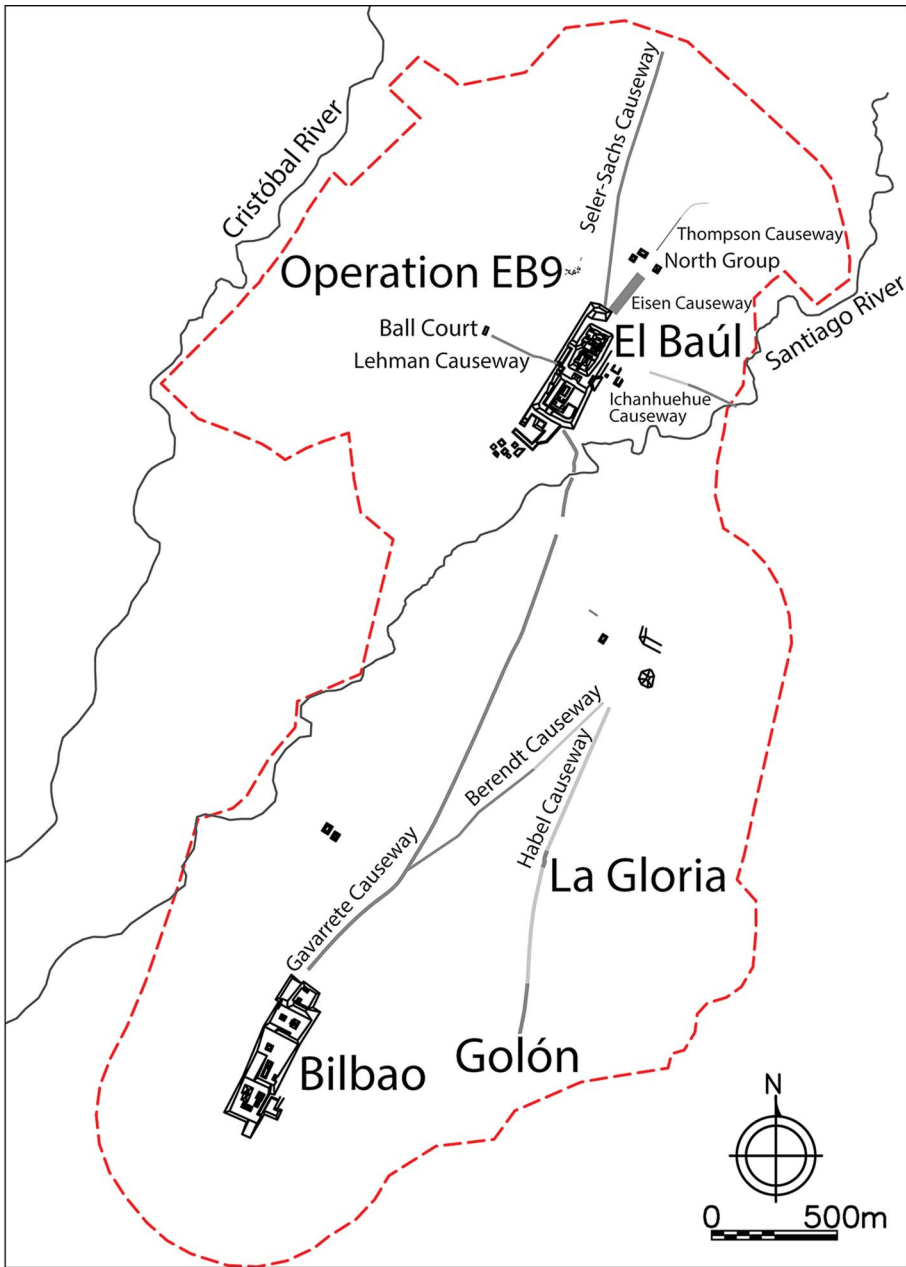 Cristóbal River
Seler-Sachs Causeway
Thompson Causeway
North Group
Operation EB9
Eisen Causeway
Ball Court
El Baúl
Santiago River
Lehman Causeway
Ichanhuehue
Causeway
Berendt Causeway
Habel Causeway
La Gloria
Gavarrete Causeway
Golón
Bilbao
N
0 500m